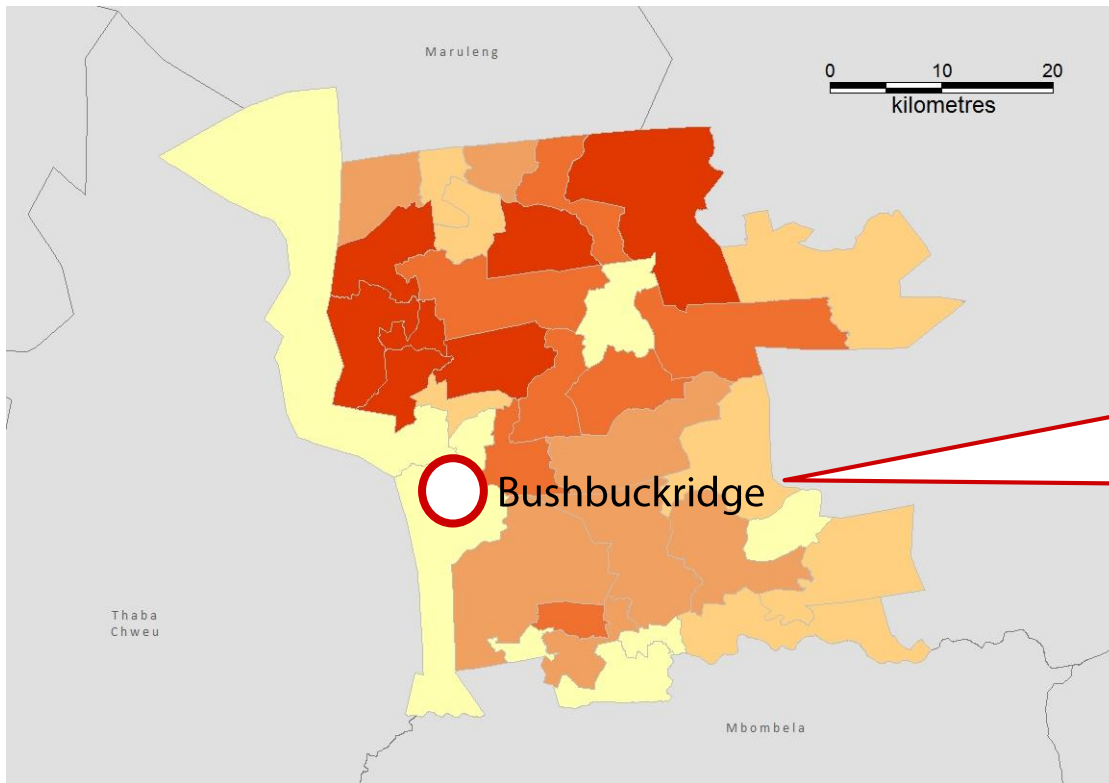 Maruleng
0 10 20
kilometres
Bushbuckridge
Thaba
Chweu
Mbombela